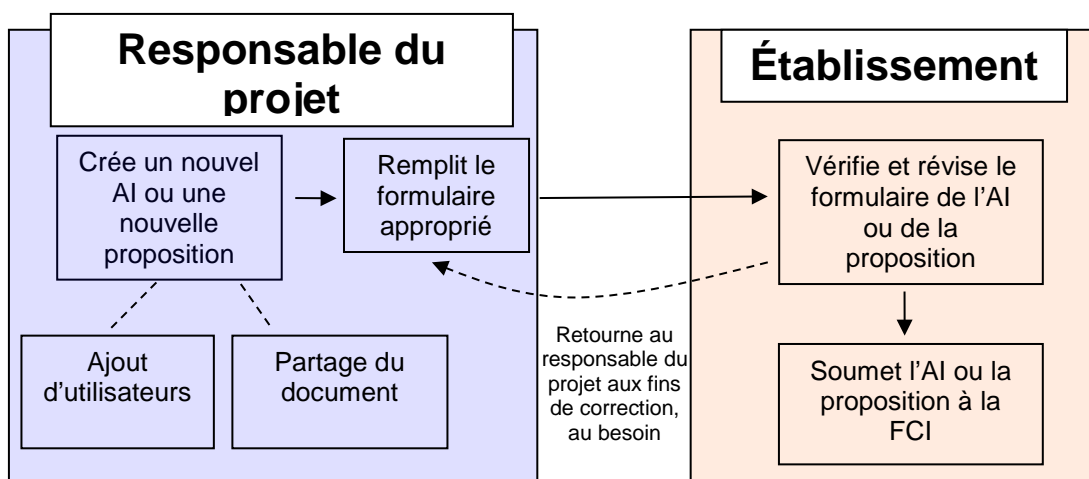 Responsable du
projet
Établissement
Crée un nouvel
AI ou une
nouvelle
proposition
Remplit le
formulaire
approprié
Vérifie et révise le
formulaire de l’AI
ou de la
proposition
Ajout
d’utilisateurs
Partage du
document
Retourne au
responsable du
projet aux fins
de correction,
au besoin
Soumet l’AI ou la
proposition à la
FCI